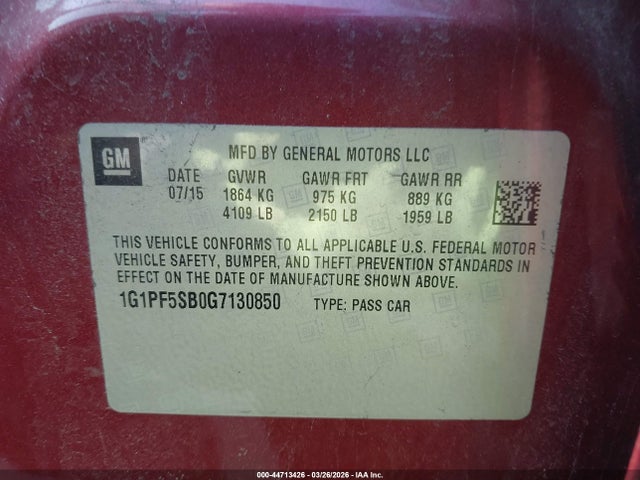 GM
MFD BY GENERAL MOTORS LLC
DATE GVWR GAWR FRT GAWR RR
07/15 1864 KG 975 KG 889 KG
4109 LB 2150 LB 1959 LB
THIS VEHICLE CONFORMS TO ALL APPLICABLE U.S. FEDERAL MOTOR
VEHICLE SAFETY, BUMPER, AND THEFT PREVENTION STANDARDS IN
EFFECT ON THE DATE OF MANUFACTURE SHOWN ABOVE.
1G1PF5SB0G7130850 TYPE: PASS CAR
000-44713426 | 03/26/2026 | IAA Inc.